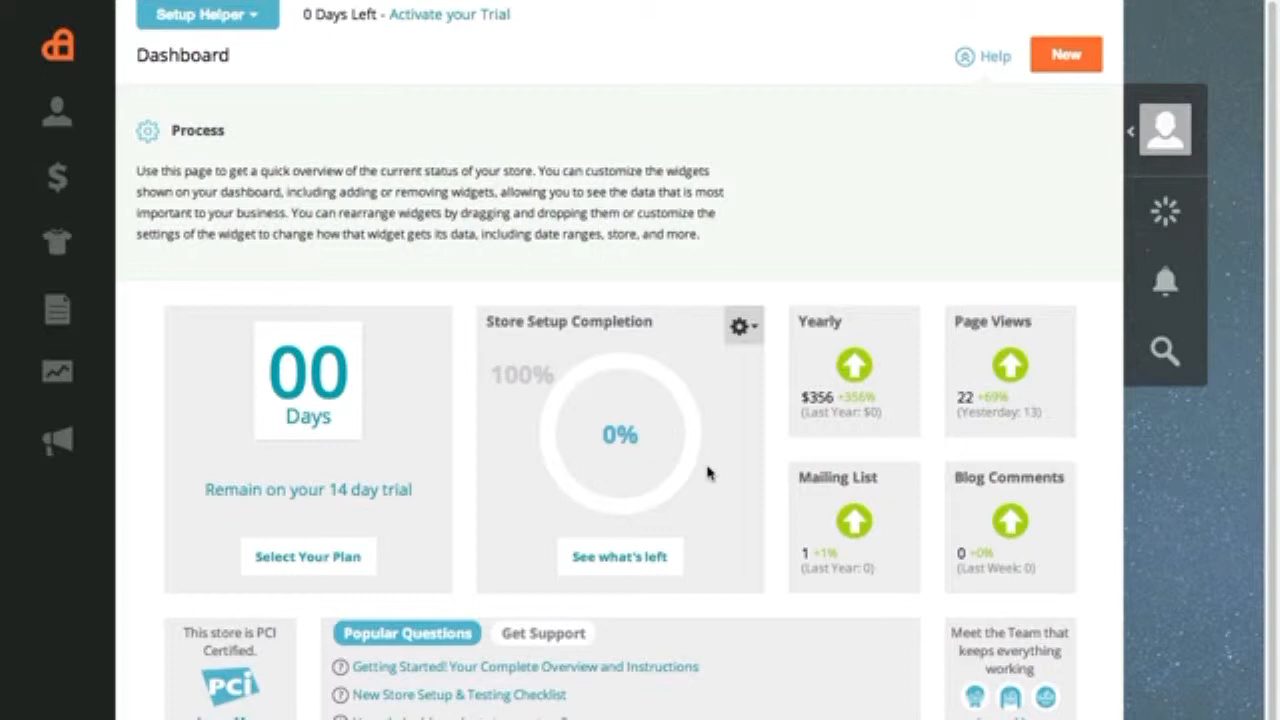 Setup Helper
0 Days Left - Activate your Trial
Dashboard
Help
New
Process
Use this page to get a quick overview of the current status of your store. You can customize the widgets
shown on your dashboard, including adding or removing widgets, allowing you to see the data that is most
important to your business. You can rearrange widgets by dragging and dropping them or customize the
settings of the widget to change how that widget gets its data, including date ranges, store, and more.
00
Days
Remain on your 14 day trial
Select Your Plan
Store Setup Completion
100%
0%
See what's left
Yearly
$356 +356%
(Last Year: $0)
Page Views
22 +69%
(Yesterday: 13)
Mailing List
1 +1%
(Last Year: 0)
Blog Comments
0 +0%
(Last Week: 0)
This store is PCI
Certified.
PCI
Popular Questions
Get Support
Getting Started! Your Complete Overview and Instructions
New Store Setup & Testing Checklist
Meet the Team that
keeps everything
working